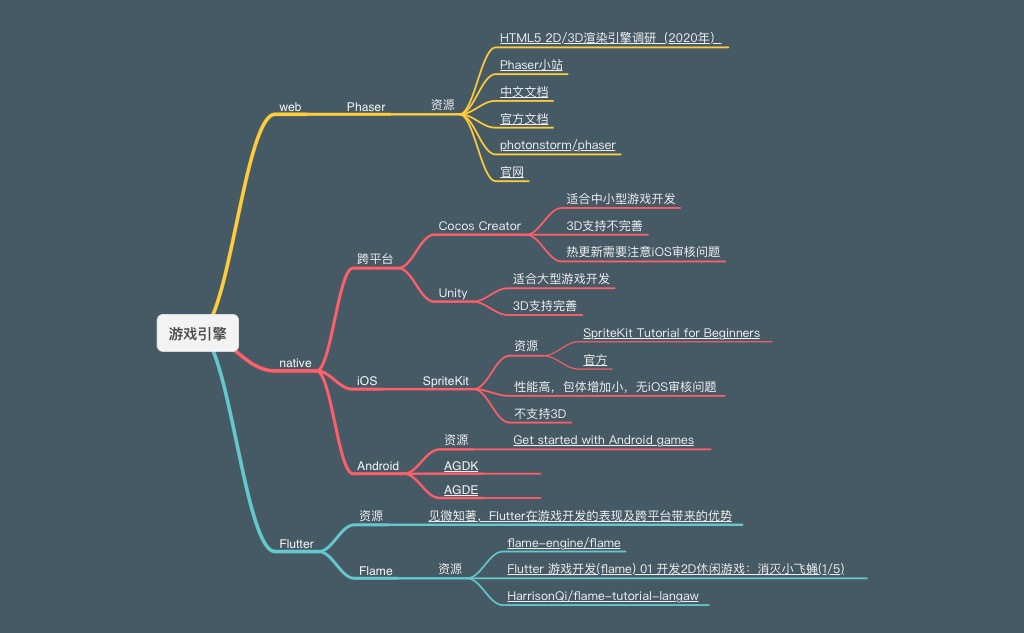 游戏引擎
web
Phaser
资源
HTML5 2D/3D渲染引擎调研（2020年）
Phaser小站
中文文档
官方文档
photonstorm/phaser
官网
native
跨平台
Cocos Creator
适合中小型游戏开发
3D支持不完善
热更新需要注意iOS审核问题
Unity
适合大型游戏开发
3D支持完善
iOS
SpriteKit
资源
SpriteKit Tutorial for Beginners
官方
性能高，包体增加小，无iOS审核问题
不支持3D
Android
资源
Get started with Android games
AGDK
AGDE
Flutter
资源
见微知著，Flutter在游戏开发的表现及跨平台带来的优势
Flame
资源
flame-engine/flame
Flutter 游戏开发(flame) 01 开发2D休闲游戏：消灭小飞蝇(1/5)
HarrisonQi/flame-tutorial-langaw